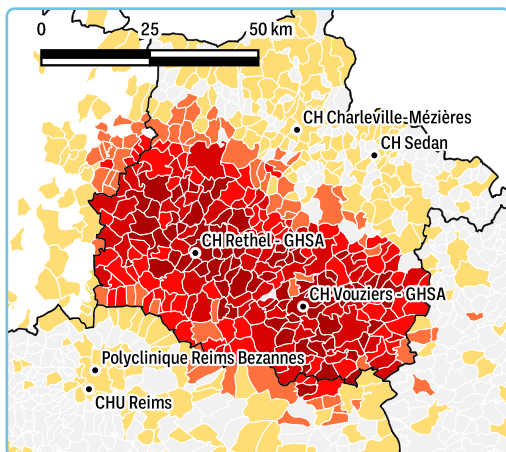 0 25 50 km
CH Charleville-Mézières
CH Sedan
CH Rethel - GHSA
CH Vouziers - GHSA
Polyclinique Reims Bezannes
CHU Reims